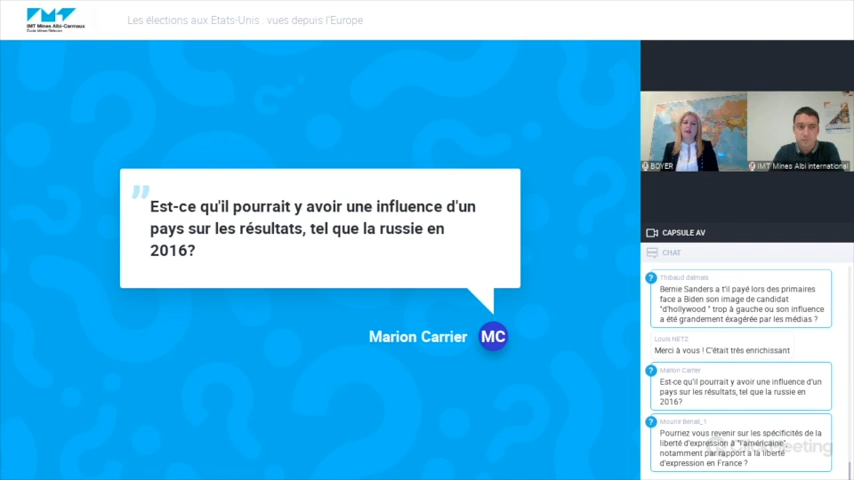 IMT Mines Albi-Carmaux
École Mines-Télécom
Les élections aux États-Unis : vues depuis l'Europe
Est-ce qu'il pourrait y avoir une influence d'un
pays sur les résultats, tel que la russie en
2016?
Marion Carrier
MC
BOYER
IMT Mines Albi international
CAPSULE AV
CHAT
Thibaud dalmeis
Bernie Sanders a t'il payé lors des primaires
face a Biden son image de candidat
"d'hollywood " trop à gauche ou son influence
a été grandement éxagérée par les médias ?
Louis NETZ
Merci à vous ! C'était très enrichissant
Marion Carrier
Est-ce qu'il pourrait y avoir une influence d'un
pays sur les résultats, tel que la russie en
2016?
Pourriez vous revenir sur les spécificités de la
liberté d'expression à "l'américaine"
notamment par rapport à la liberté
d'expression en France ?